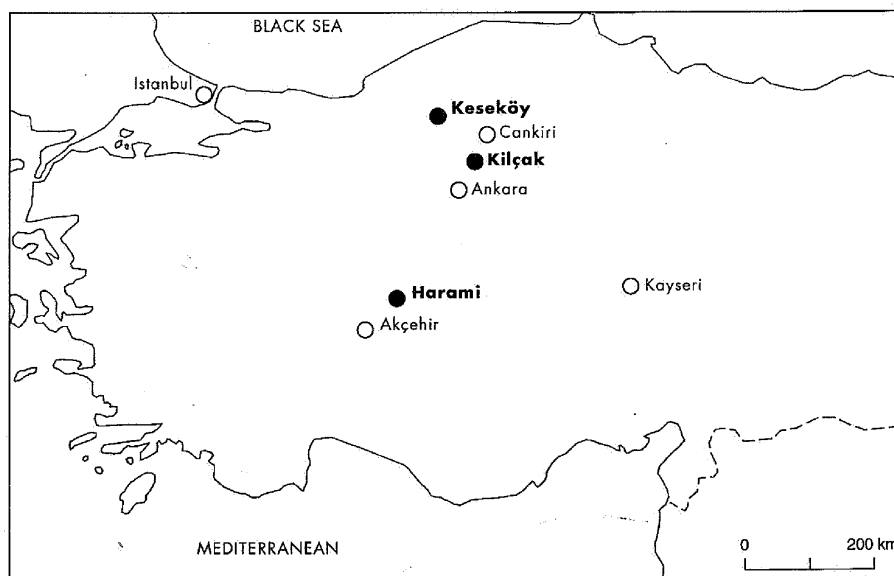 BLACK SEA
Istanbul
Keseköy
Cankiri
Kilçak
Ankara
Kayseri
Harami
Akçehir
MEDITERRANEAN
0 200 km